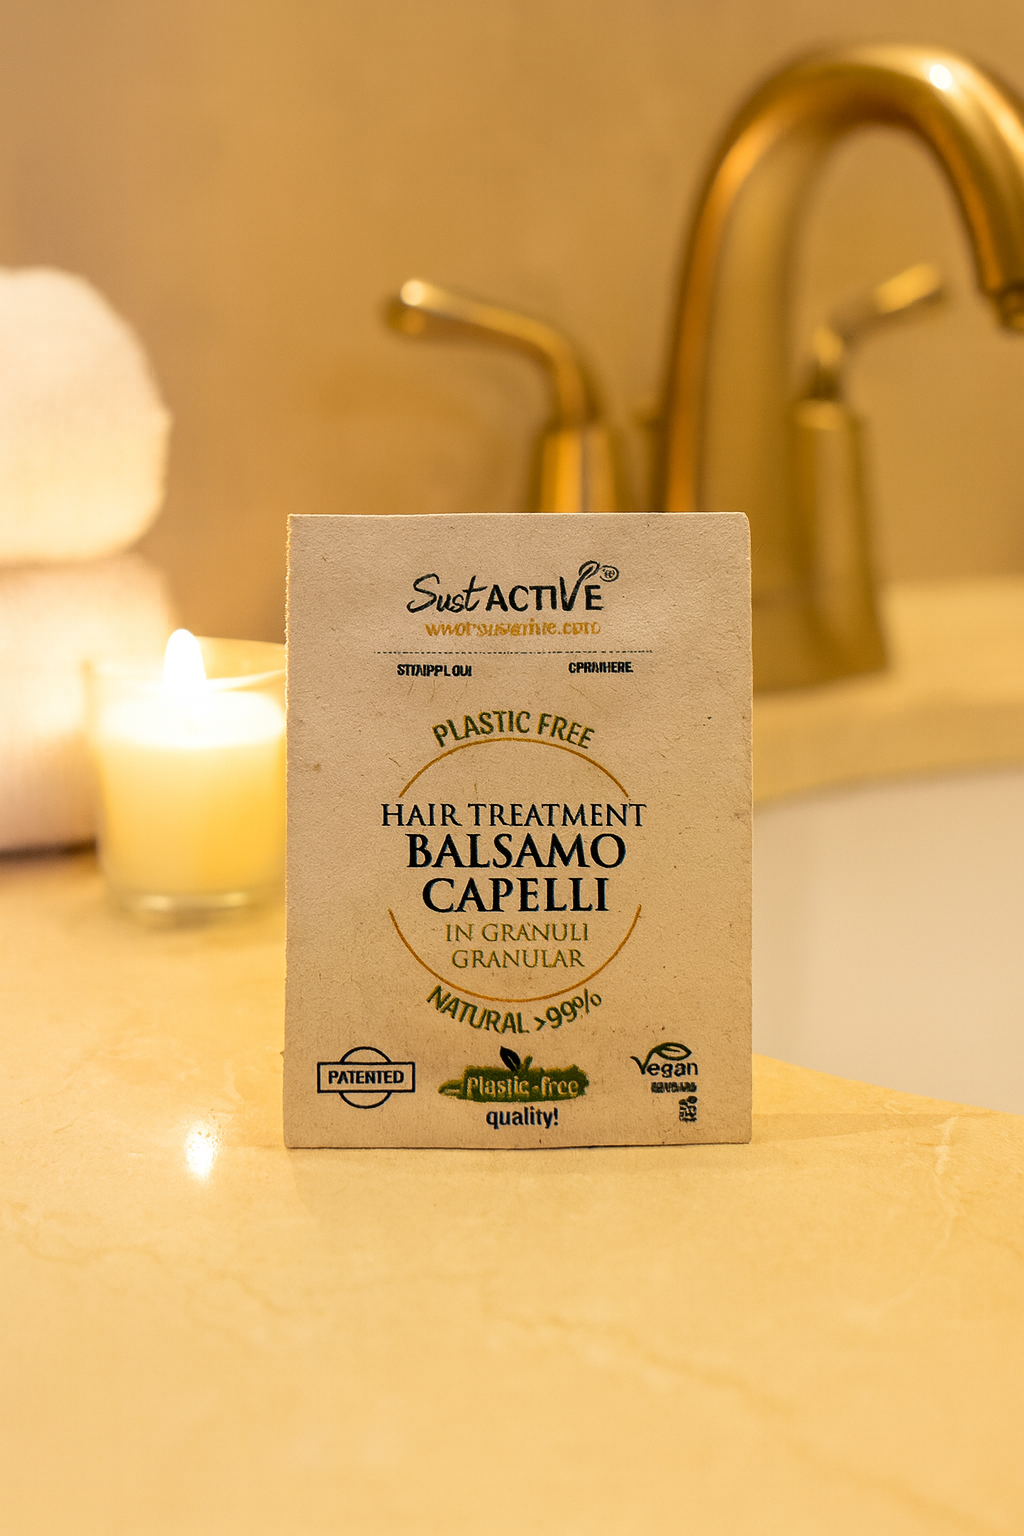 SustACTIVE
PLASTIC FREE
HAIR TREATMENT
BALSAMO
CAPELLI
IN GRANULI
GRANULAR
NATURAL >99%
PATENTED
Plastic-free
quality!
Vegan